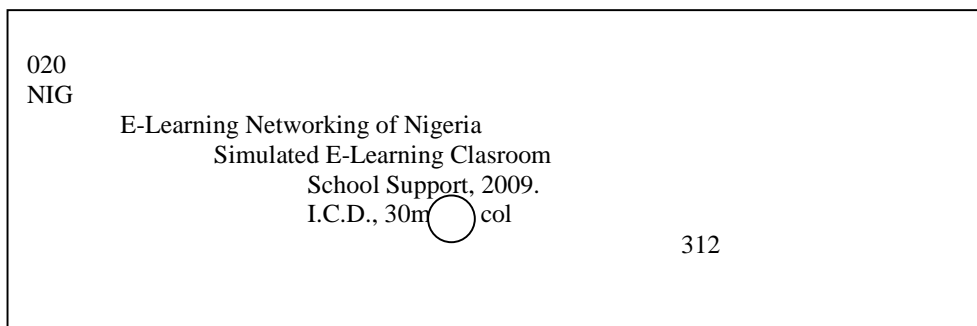 020
NIG
E-Learning Networking of Nigeria
Simulated E-Learning Clasroom
School Support, 2009.
I.C.D., 30m col
312